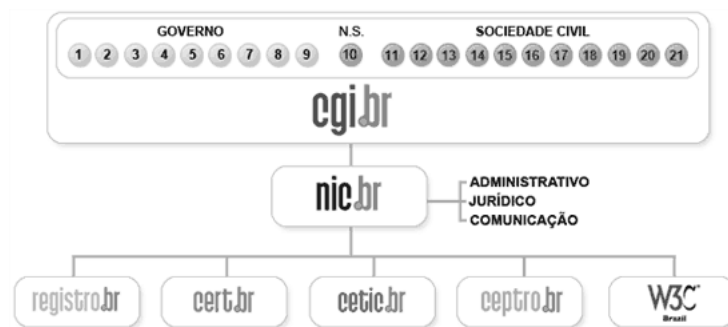 GOVERNO N.S. SOCIEDADE CIVIL
1 2 3 4 5 6 7 8 9 10 11 12 13 14 15 16 17 18 19 20 21
cgi.br
nic.br
ADMINISTRATIVO
JURÍDICO
COMUNICAÇÃO
registro.br cert.br cetic.br ceptro.br W3C
Brazil